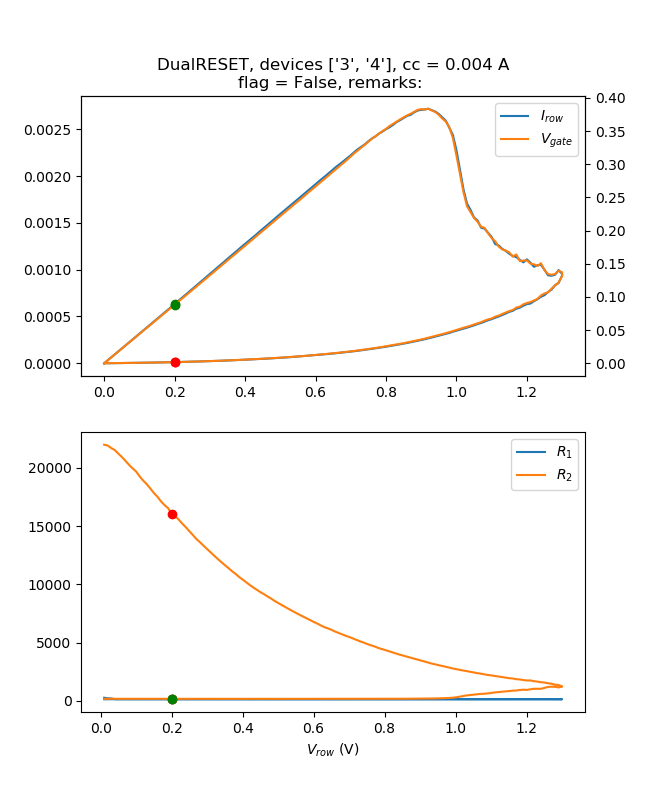 DualRESET, devices ['3', '4'], cc = 0.004 A
flag = False, remarks:
0.0025
0.0020
0.0015
0.0010
0.0005
0.0000
0.40
0.35
0.30
0.25
0.20
0.15
0.10
0.05
0.00
I_row
V_gate
0.0 0.2 0.4 0.6 0.8 1.0 1.2
20000
15000
10000
5000
0
R_1
R_2
0.0 0.2 0.4 0.6 0.8 1.0 1.2
V_row (V)